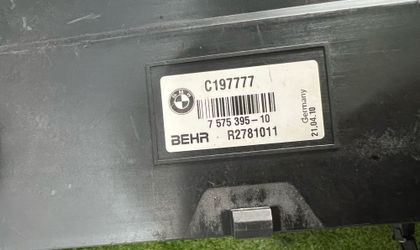 C197777
7 575 395-10
BEHR R2781011
Germany
21.04.10